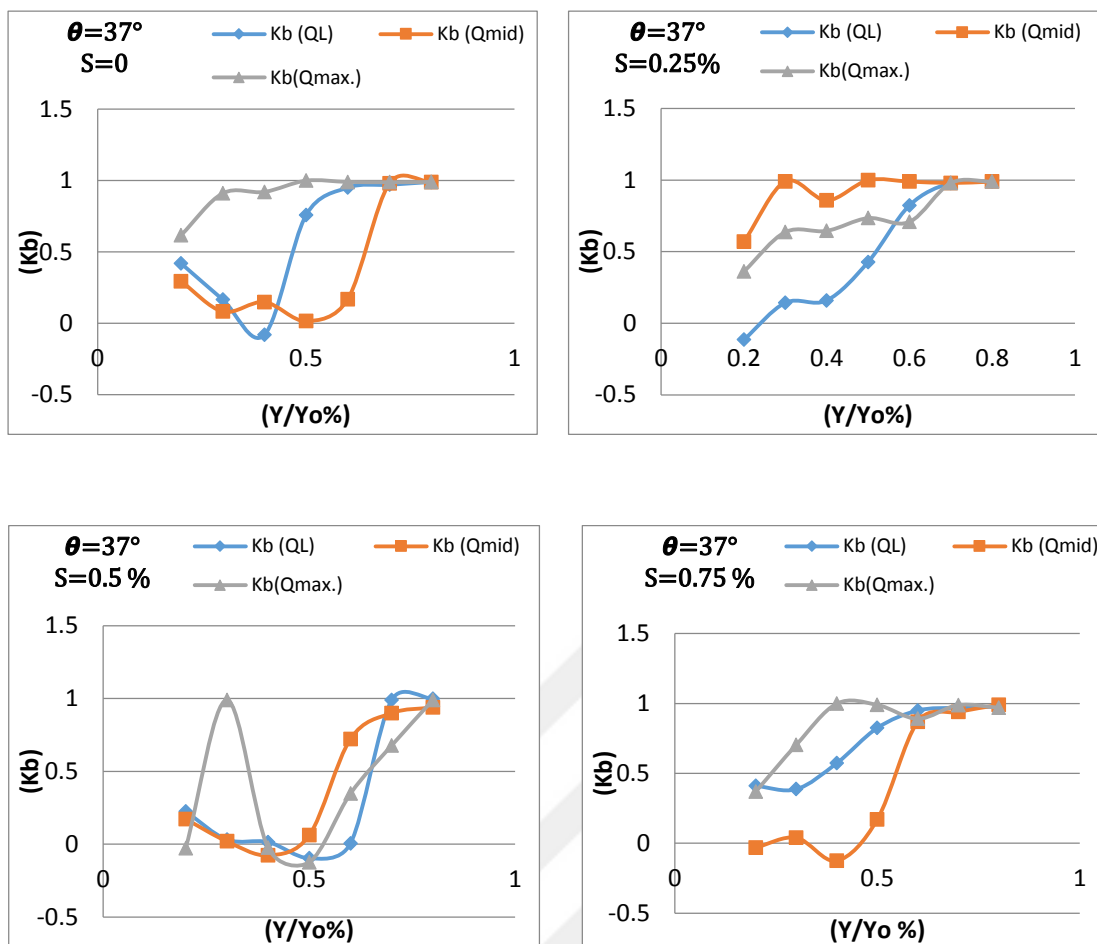 θ=37°
S=0
Kb (QL)
Kb (Qmid)
Kb(Qmax.)
1.5
1
0.5
0
-0.5
0
0.5
1
(Kb)
(Y/Yo%)
θ=37°
S=0.25%
Kb (QL)
Kb (Qmid)
Kb(Qmax.)
1.5
1
0.5
0
-0.5
0
0.2
0.4
0.6
0.8
1
(Kb)
(Y/Yo%)
θ=37°
S=0.5 %
Kb (QL)
Kb (Qmid)
Kb(Qmax.)
1.5
1
0.5
0
-0.5
0
0.5
1
(Kb)
(Y/Yo%)
θ=37°
S=0.75 %
Kb (QL)
Kb (Qmid)
Kb(Qmax.)
1.5
1
0.5
0
-0.5
0
0.5
1
(Kb)
(Y/Yo %)